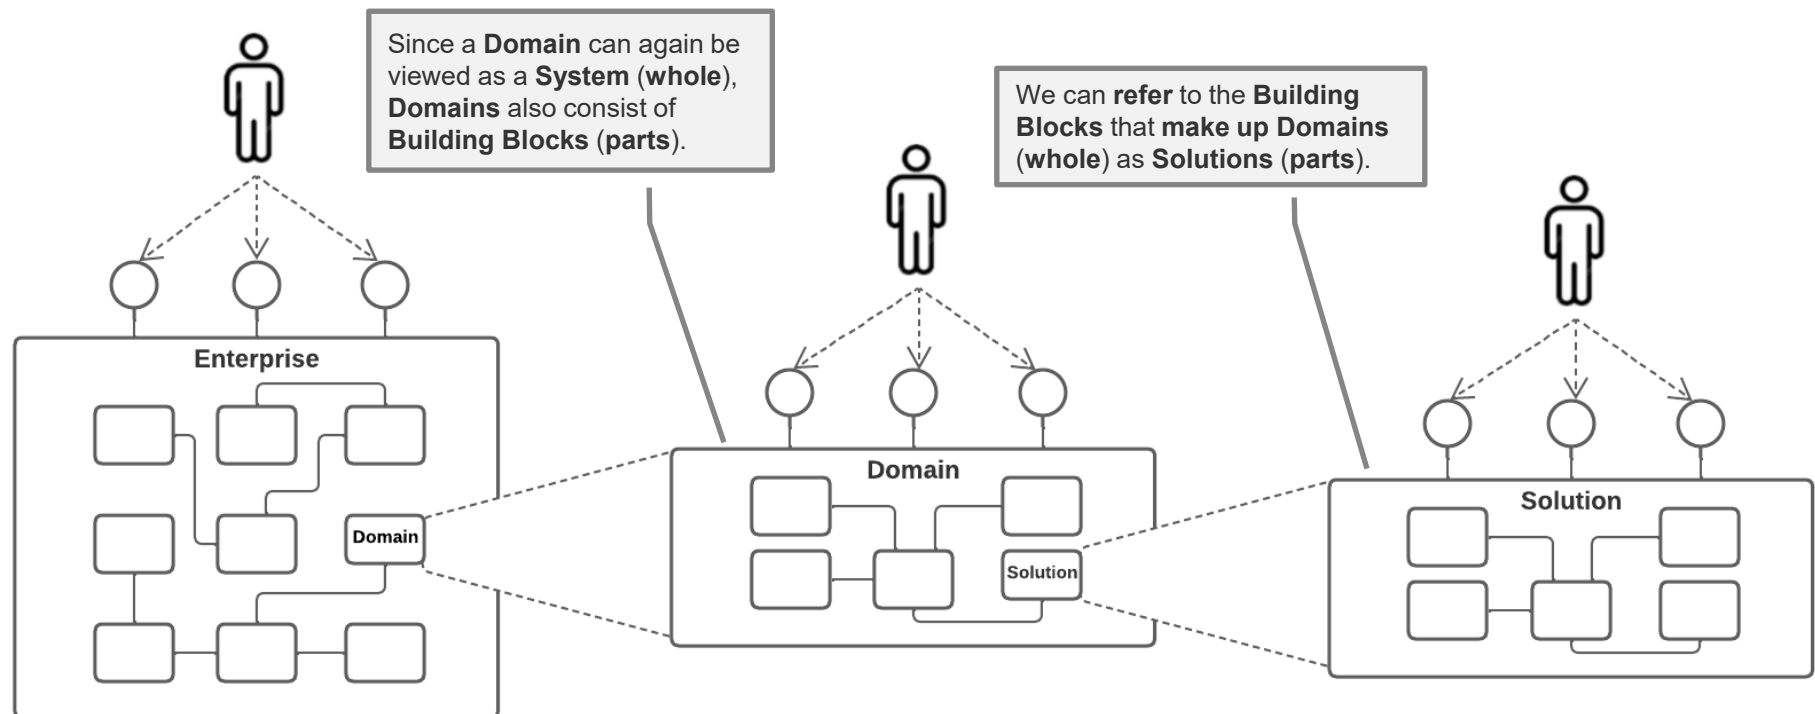 Since a Domain can again be
viewed as a System (whole),
Domains also consist of
Building Blocks (parts).
We can refer to the Building
Blocks that make up Domains
(whole) as Solutions (parts).
Enterprise
Domain
Domain
Solution
Solution